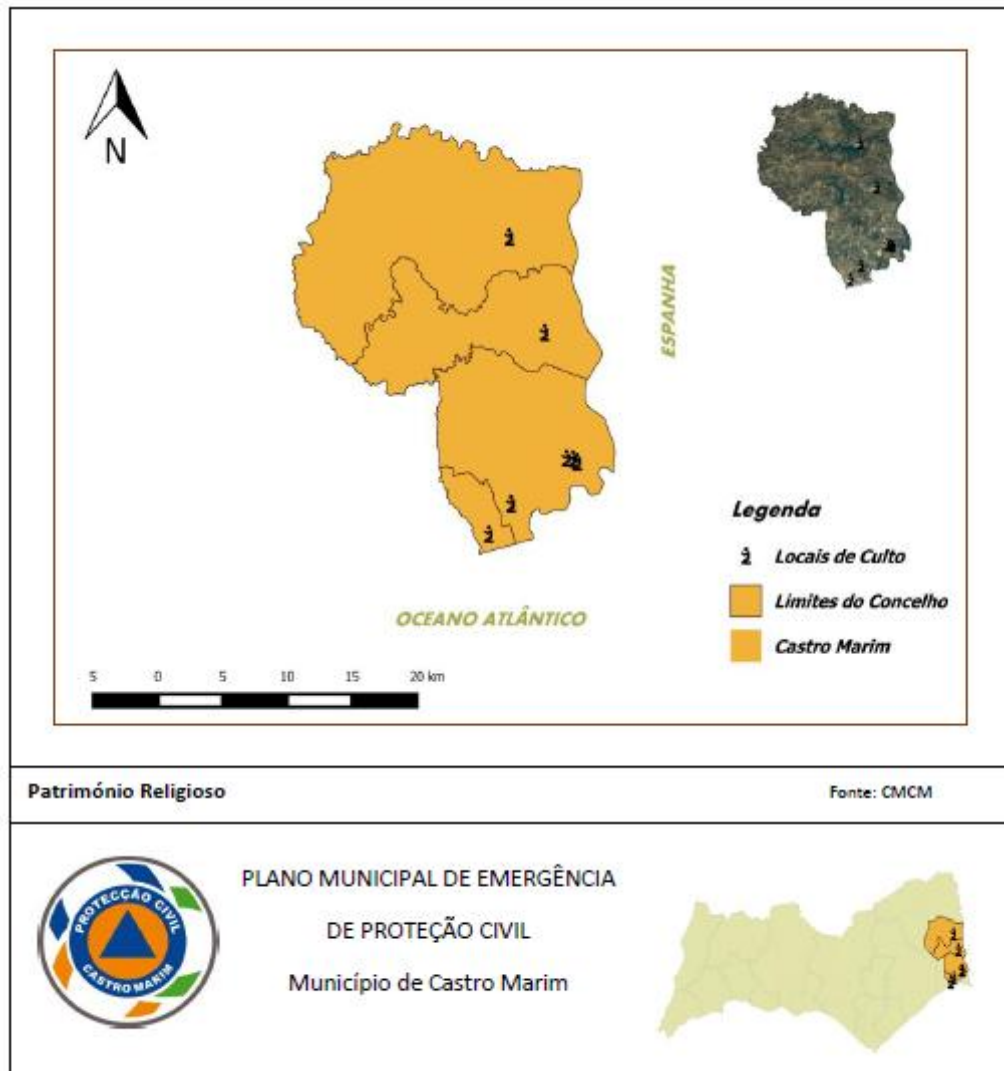 N
ESPANHA
OCEANO ATLÂNTICO
Legenda
Locais de Culto
Limites do Concelho
Castro Marim
5 0 5 10 15 20 km
Património Religioso
Fonte: CMCM
PROTECÇÃO CIVIL
CASTRO MARIM
PLANO MUNICIPAL DE EMERGÊNCIA
DE PROTEÇÃO CIVIL
Município de Castro Marim